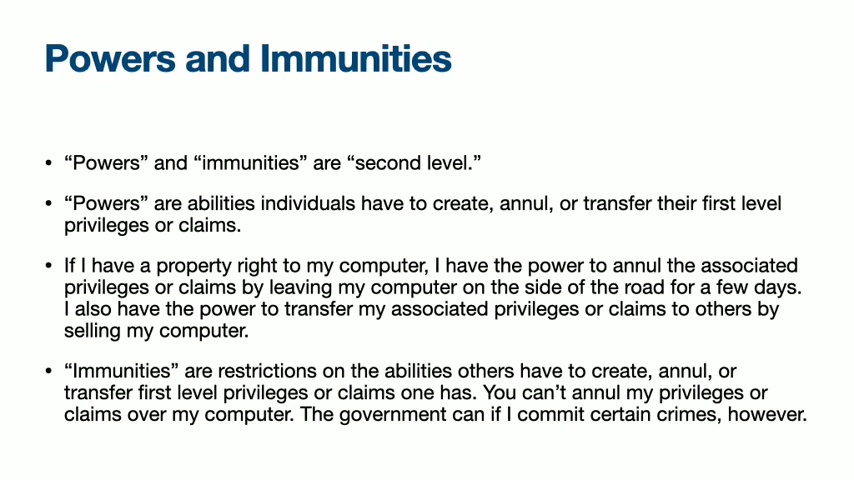 Powers and Immunities
• “Powers” and “immunities” are “second level.”
• “Powers” are abilities individuals have to create, annul, or transfer their first level
privileges or claims.
• If I have a property right to my computer, I have the power to annul the associated
privileges or claims by leaving my computer on the side of the road for a few days.
I also have the power to transfer my associated privileges or claims to others by
selling my computer.
• “Immunities” are restrictions on the abilities others have to create, annul, or
transfer first level privileges or claims one has. You can’t annul my privileges or
claims over my computer. The government can if I commit certain crimes, however.